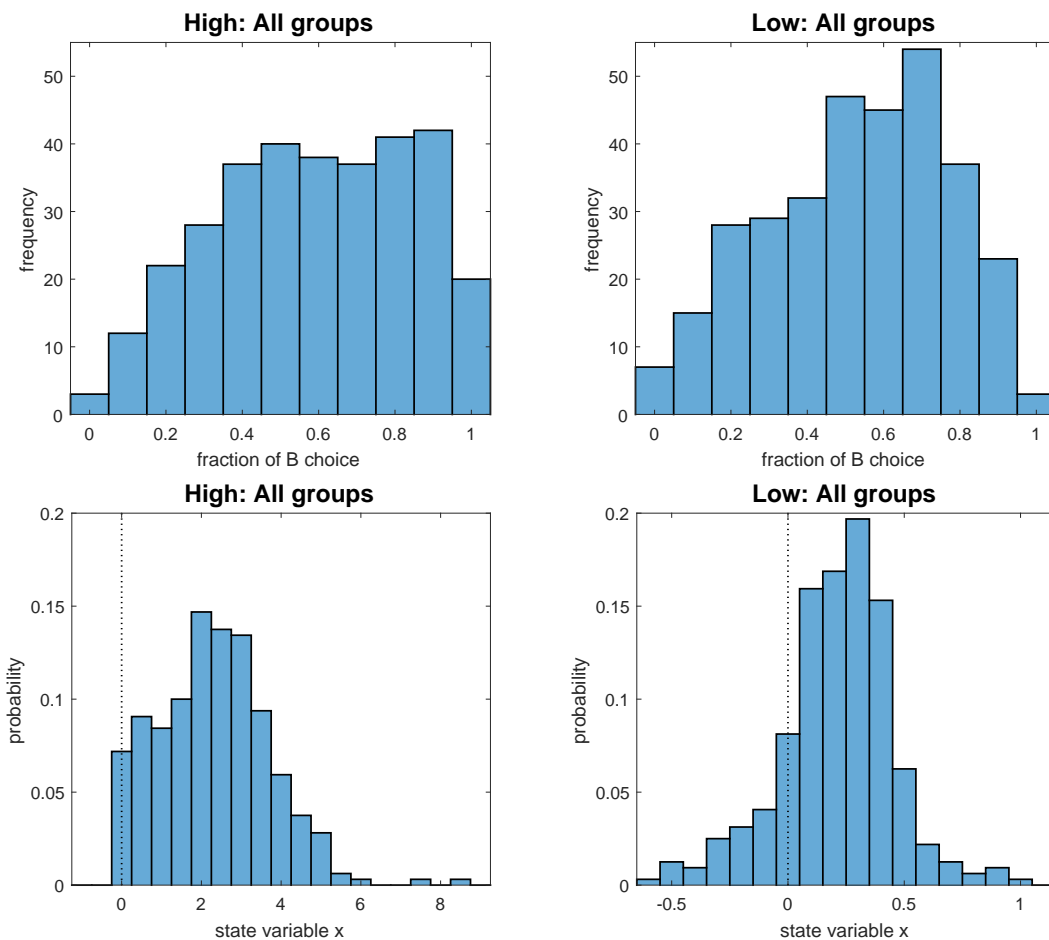 High: All groups
50
40
30
20
10
0
frequency
0 0.2 0.4 0.6 0.8 1
fraction of B choice
Low: All groups
50
40
30
20
10
0
frequency
0 0.2 0.4 0.6 0.8 1
fraction of B choice
High: All groups
0.2
0.15
0.1
0.05
0
probability
0 2 4 6 8
state variable x
Low: All groups
0.2
0.15
0.1
0.05
0
probability
-0.5 0 0.5 1
state variable x